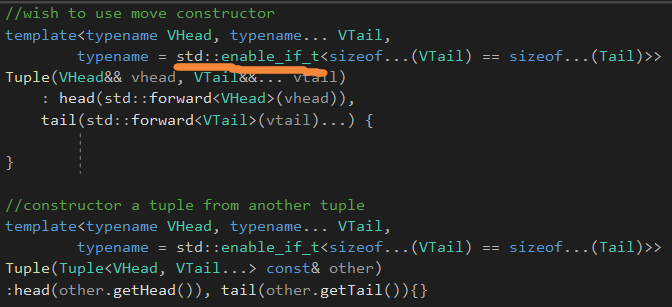 //wish to use move constructor
template<typename VHead, typename... VTail,
typename = std::enable_if_t<sizeof...(VTail) == sizeof...(Tail)>>
Tuple(VHead&& vhead, VTail&&... vtail)
: head(std::forward<VHead>(vhead)),
tail(std::forward<VTail>(vtail)...) {
}
//constructor a tuple from another tuple
template<typename VHead, typename... VTail,
typename = std::enable_if_t<sizeof...(VTail) == sizeof...(Tail)>>
Tuple(Tuple<VHead, VTail...> const& other)
:head(other.getHead()), tail(other.getTail()){}